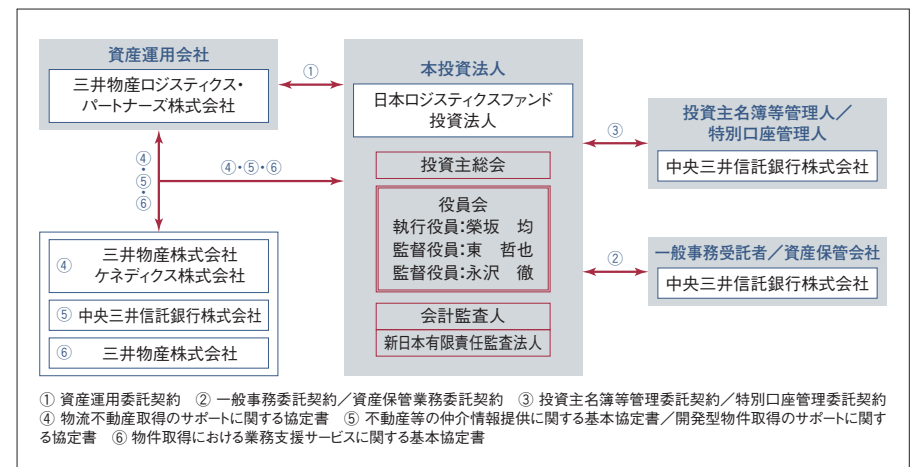 資産運用会社
三井物産ロジスティクス・
パートナーズ株式会社
①
本投資法人
日本ロジスティクスファンド
投資法人
投資主総会
役員会
執行役員:榮坂　均
監督役員:東　哲也
監督役員:永沢　徹
会計監査人
新日本有限責任監査法人
③
投資主名簿等管理人／
特別口座管理人
中央三井信託銀行株式会社
②
一般事務受託者／資産保管会社
中央三井信託銀行株式会社
④・⑤・⑥
④・⑤・⑥
④ 三井物産株式会社
ケネディクス株式会社
⑤ 中央三井信託銀行株式会社
⑥ 三井物産株式会社
① 資産運用委託契約　② 一般事務委託契約／資産保管業務委託契約　③ 投資主名簿等管理委託契約／特別口座管理委託契約
④ 物流不動産取得のサポートに関する協定書　⑤ 不動産等の仲介情報提供に関する基本協定書／開発型物件取得のサポートに関す
る協定書　⑥ 物件取得における業務支援サービスに関する基本協定書